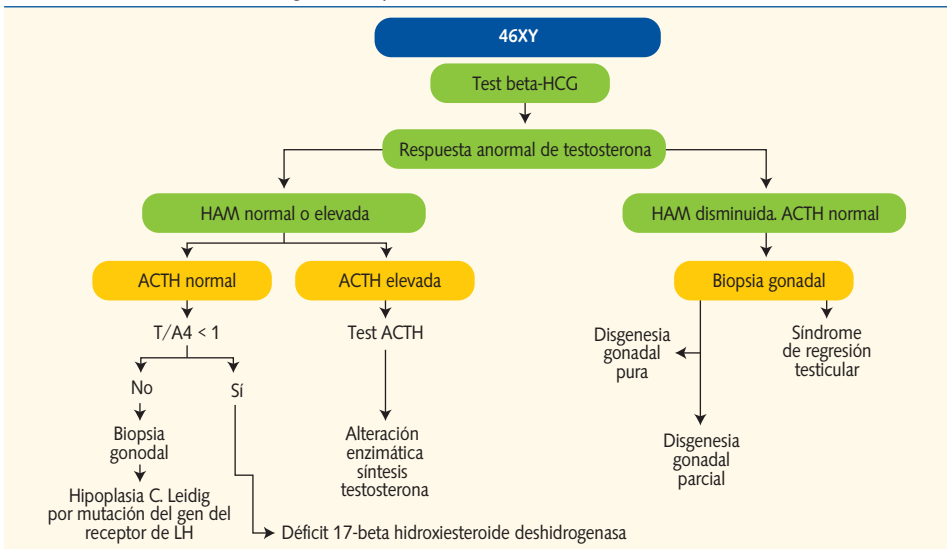 46XY
Test beta-HCG
Respuesta anormal de testosterona
HAM normal o elevada
HAM disminuida. ACTH normal
ACTH normal
ACTH elevada
Biopsia gonadal
T/A4 < 1
Test ACTH
Disgenesia
gonadal
pura
Síndrome
de regresión
testicular
No
Sí
Biopsia
gonodal
Alteración
enzimática
síntesis
testosterona
Disgenesia
gonadal
parcial
Hipoplasia C. Leidig
por mutación del gen del
receptor de LH
Déficit 17-beta hidroxiesteroide deshidrogenasa